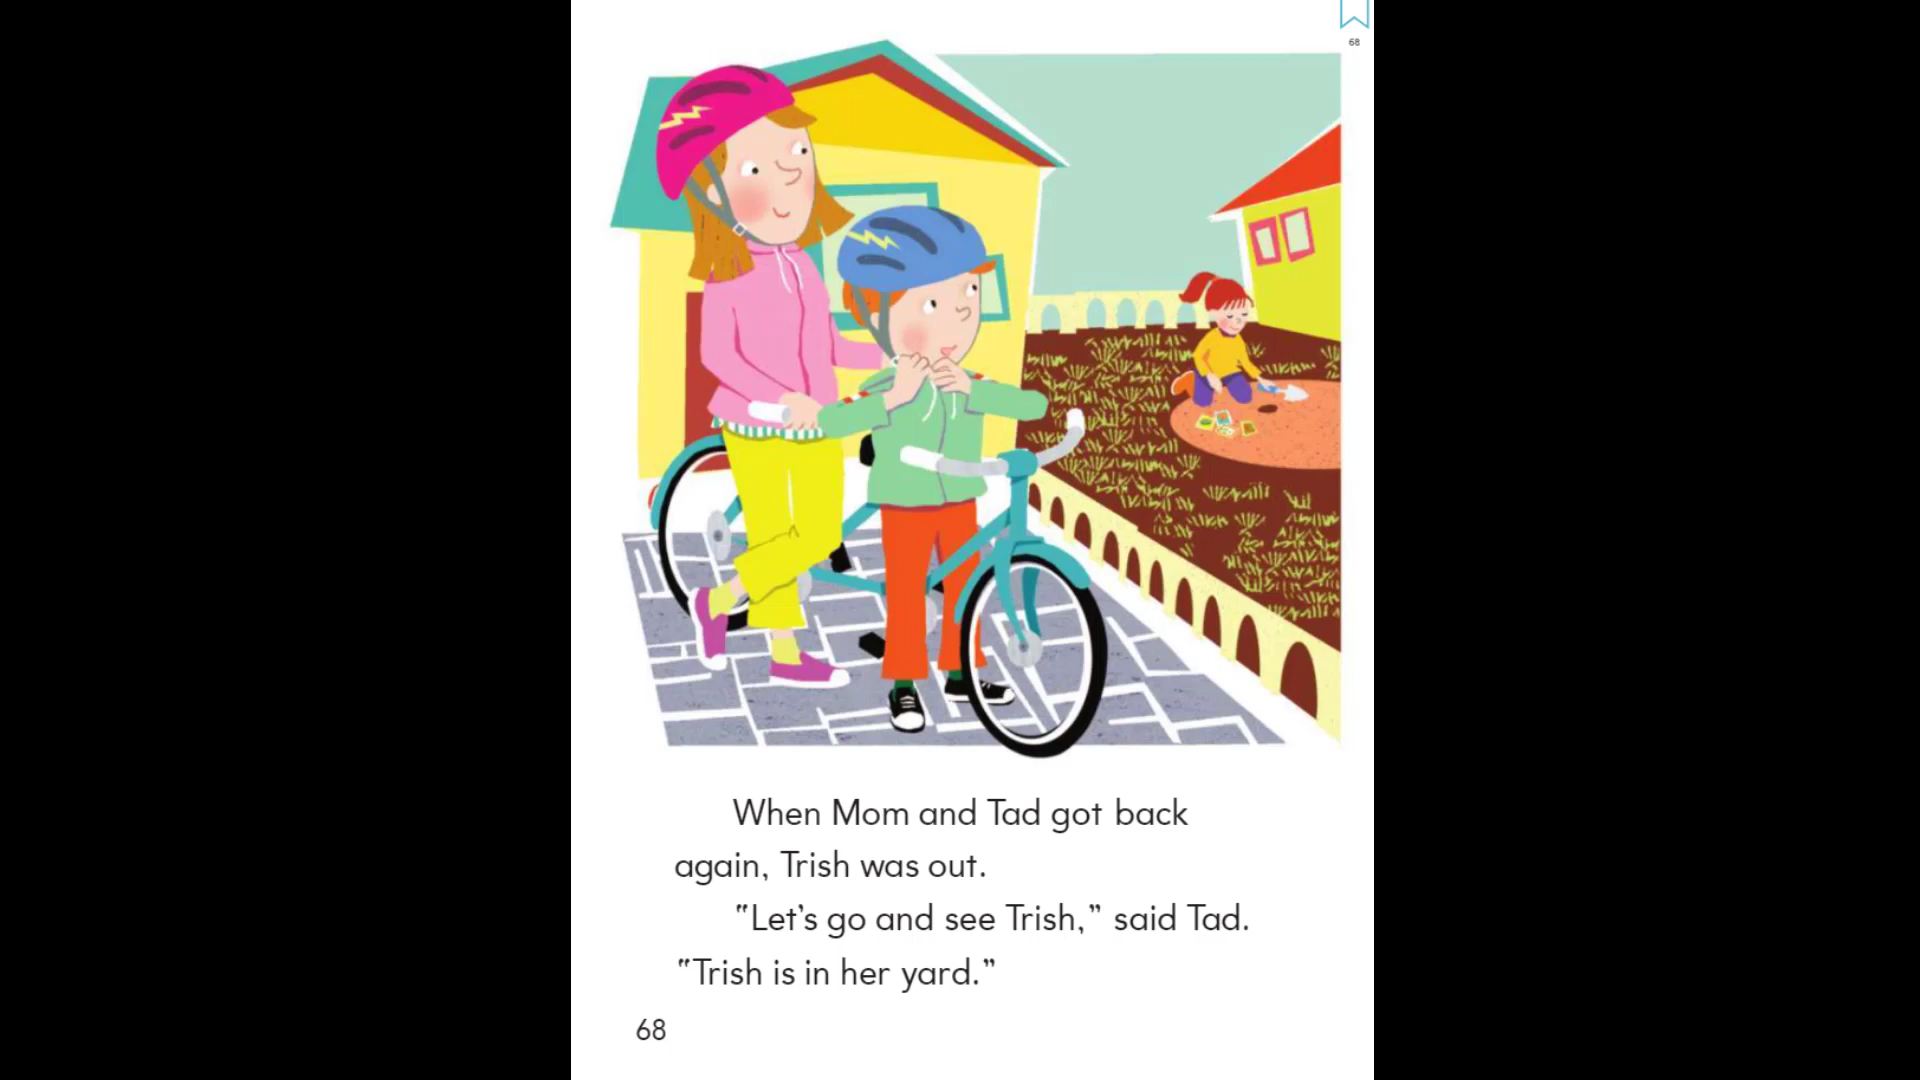 68
When Mom and Tad got back
again, Trish was out.
“Let’s go and see Trish,” said Tad.
“Trish is in her yard.”
68